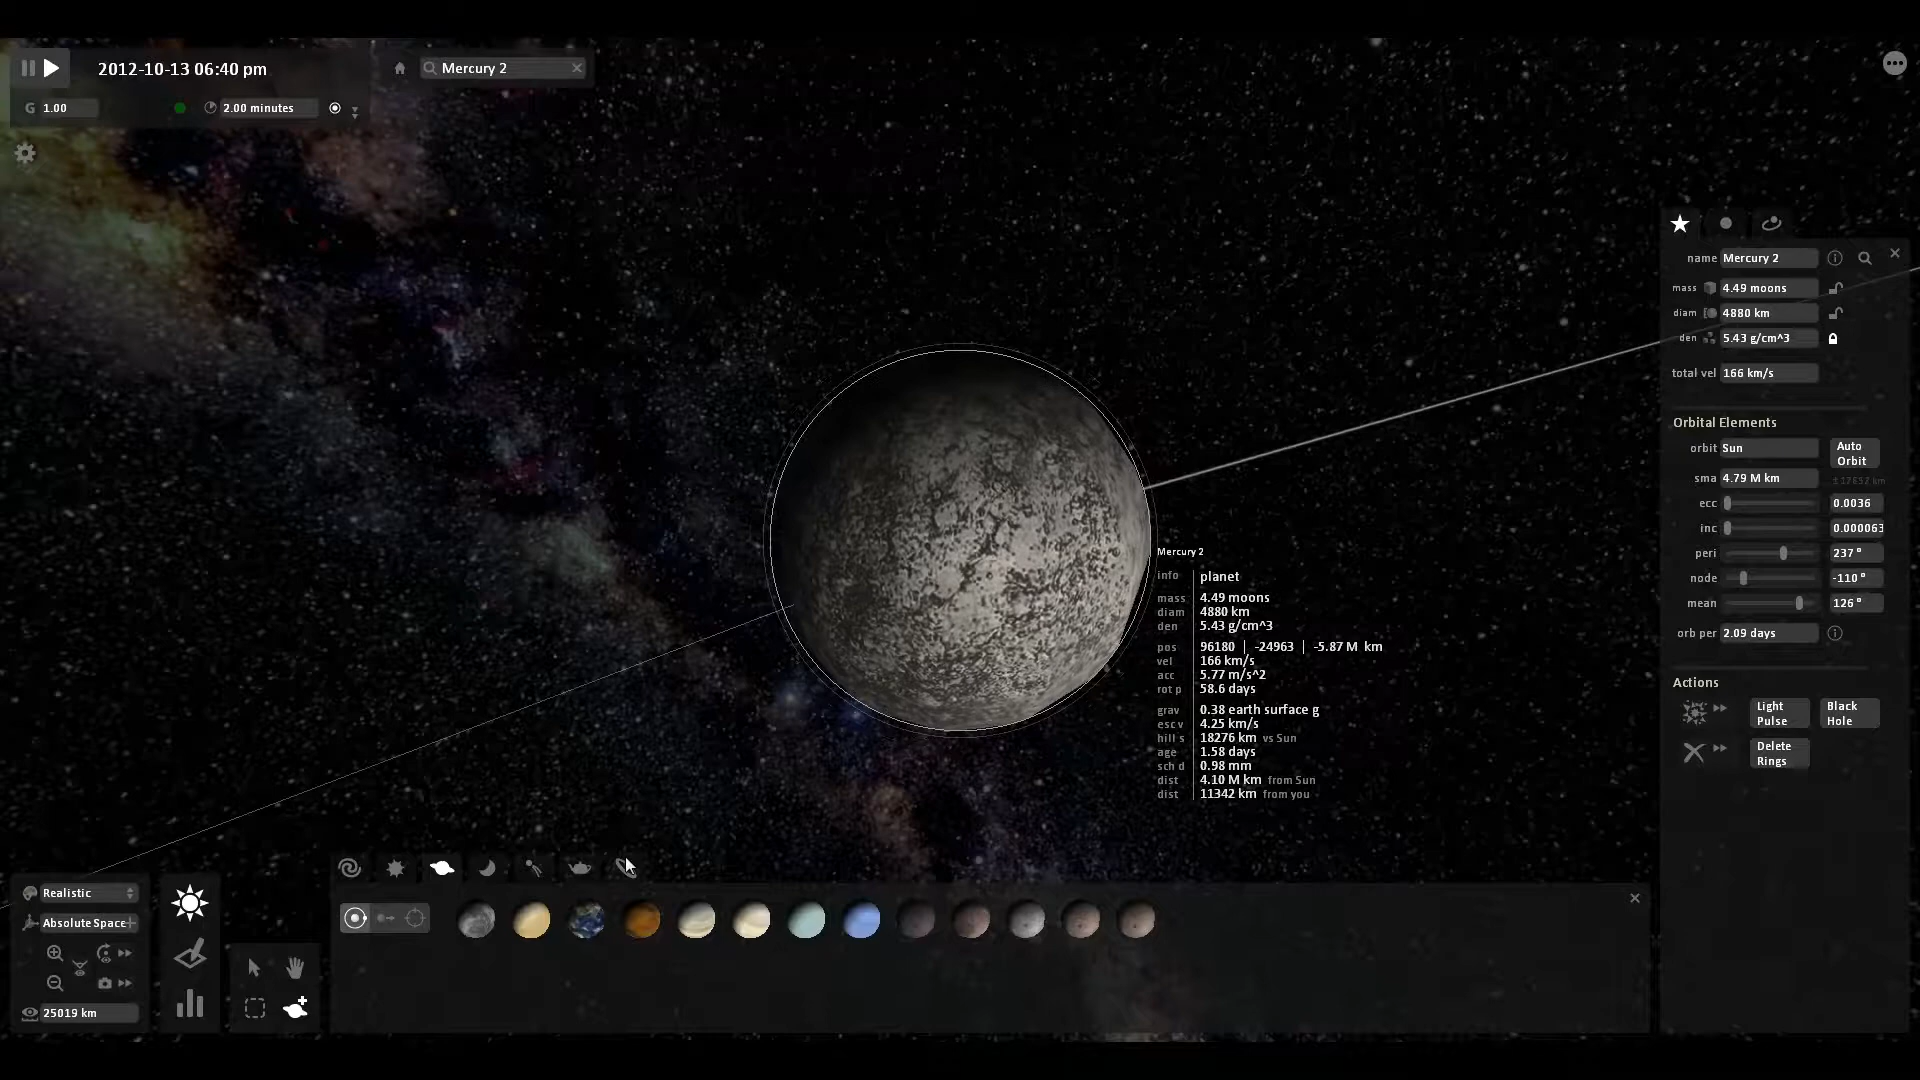 2012-10-13 06:40 pm
Mercury 2
G 1.00
2.00 minutes
name Mercury 2
mass 4.49 moons
diam 4880 km
den 5.43 g/cm^3
total vel 166 km/s
Orbital Elements
orbit Sun
Auto Orbit
sma 4.79 M km
ecc 0.0036
inc 0.000063
peri 237 °
node -110 °
mean 126 °
orb per 2.09 days
Actions
Light Pulse
Black Hole
Delete Rings
Mercury 2
info planet
mass 4.49 moons
diam 4880 km
den 5.43 g/cm^3
pos 96180 | -24963 | -5.87 M km
vel 166 km/s
acc 5.77 m/s^2
rot p 58.6 days
grav 0.38 earth surface g
esc v 4.25 km/s
hill s 18276 km vs Sun
age 1.58 days
sch d 0.98 mm
dist 4.10 M km from Sun
dist 11342 km from you
Realistic
Absolute Space
25019 km